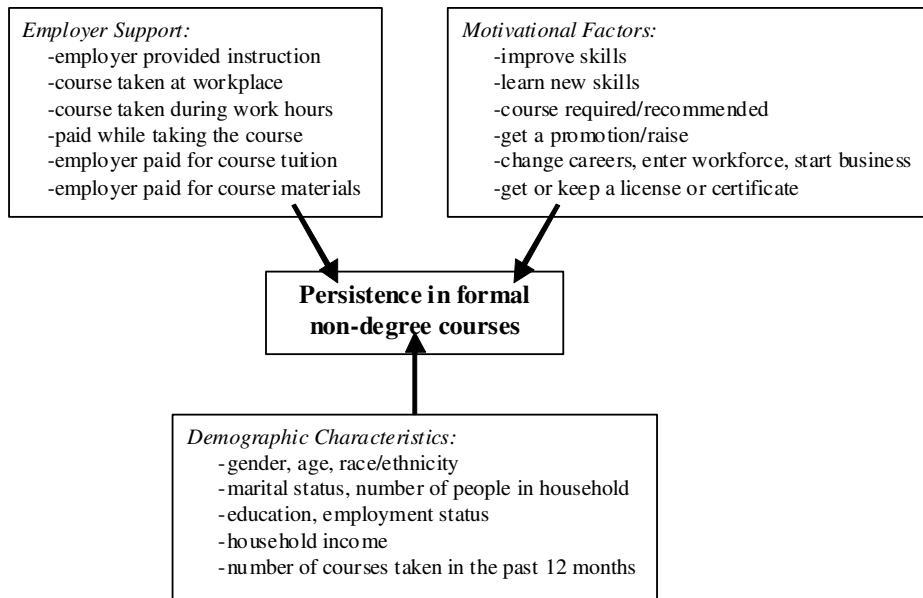 Employer Support:
-employer provided instruction
-course taken at workplace
-course taken during work hours
-paid while taking the course
-employer paid for course tuition
-employer paid for course materials
Motivational Factors:
-improve skills
-learn new skills
-course required/recommended
-get a promotion/raise
-change careers, enter workforce, start business
-get or keep a license or certificate
Persistence in formal
non-degree courses
Demographic Characteristics:
-gender, age, race/ethnicity
-marital status, number of people in household
-education, employment status
-household income
-number of courses taken in the past 12 months